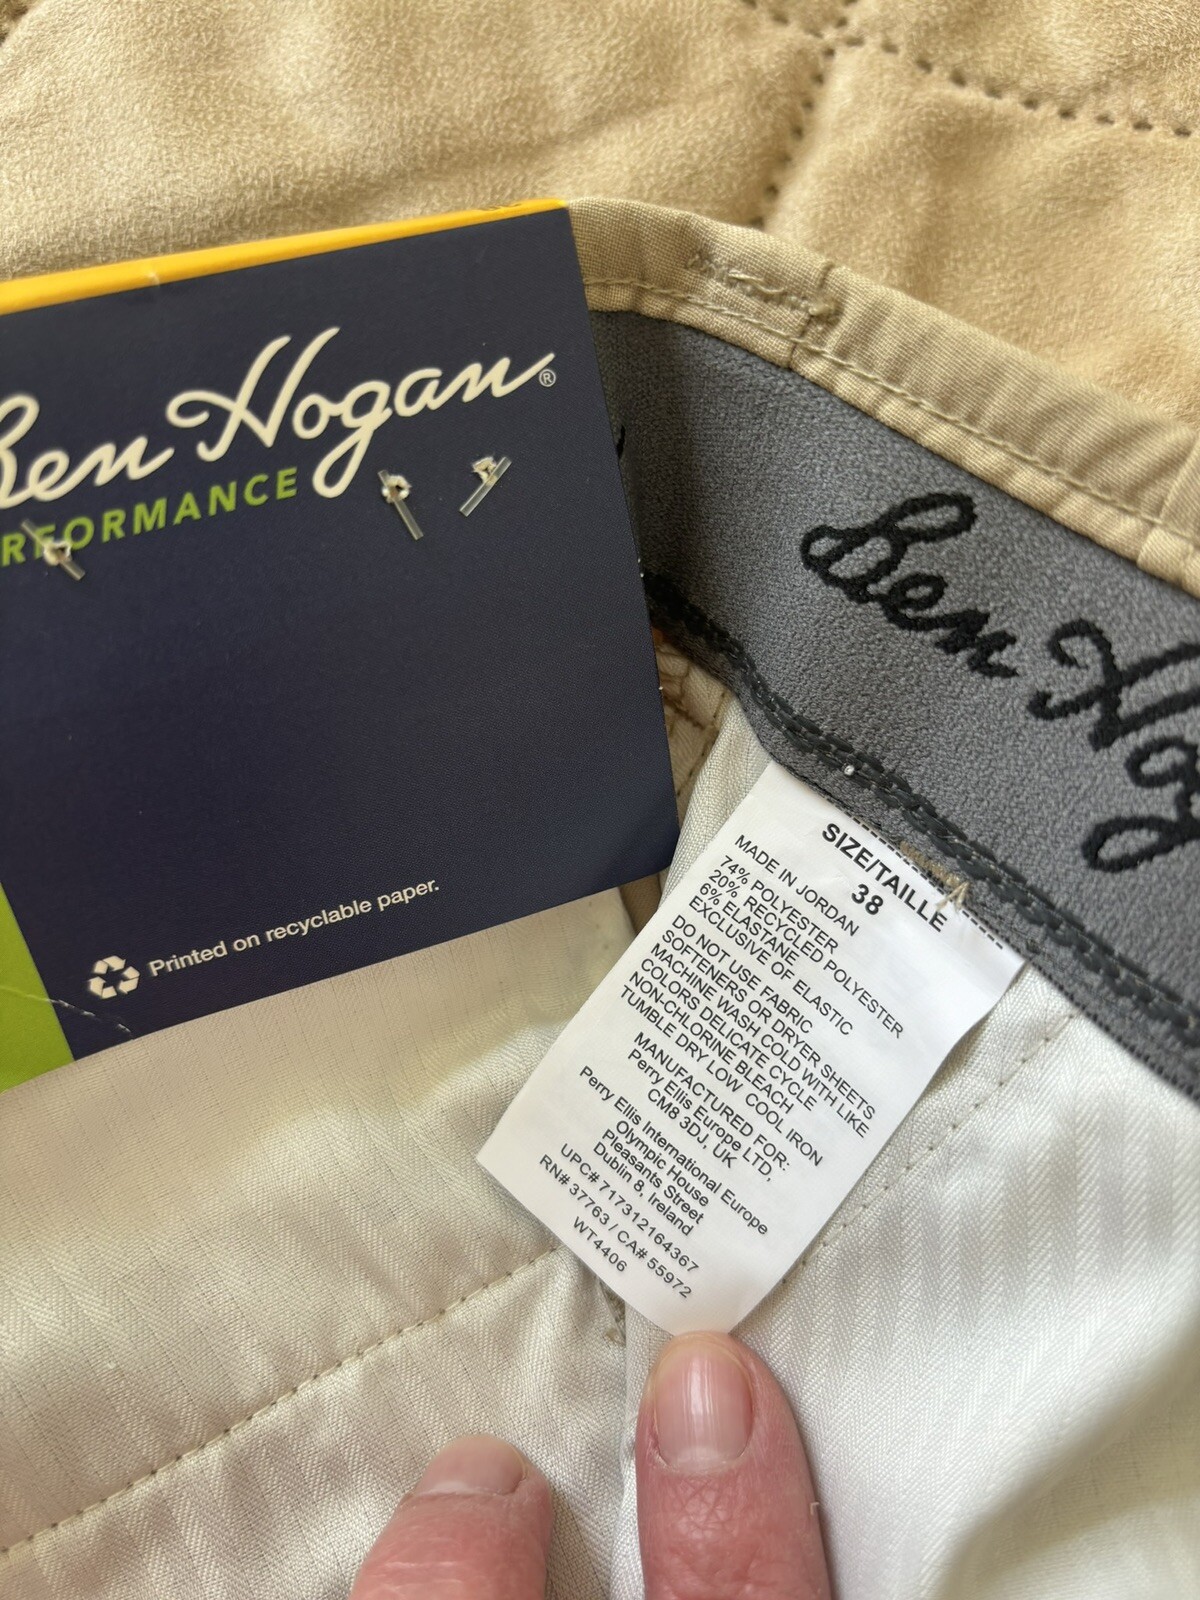 Ben Hogan®
RFORMANCE
Printed on recyclable paper.
Ben Hog
SIZE/TAILLE
38
MADE IN JORDAN
74% POLYESTER
20% RECYCLED POLYESTER
6% ELASTANE
EXCLUSIVE OF ELASTIC
DO NOT USE FABRIC
SOFTENERS OR DRYER SHEETS
MACHINE WASH COLD WITH LIKE
COLORS DELICATE CYCLE
NON-CHLORINE BLEACH
TUMBLE DRY LOW COOL IRON
MANUFACTURED FOR:
Perry Ellis Europe LTD,
CM8 3DJ, UK
Perry Ellis International Europe
Olympic House
Pleasants Street
Dublin 8, Ireland
UPC# 717312164367
RN# 37763 / CA# 55972
WT4406